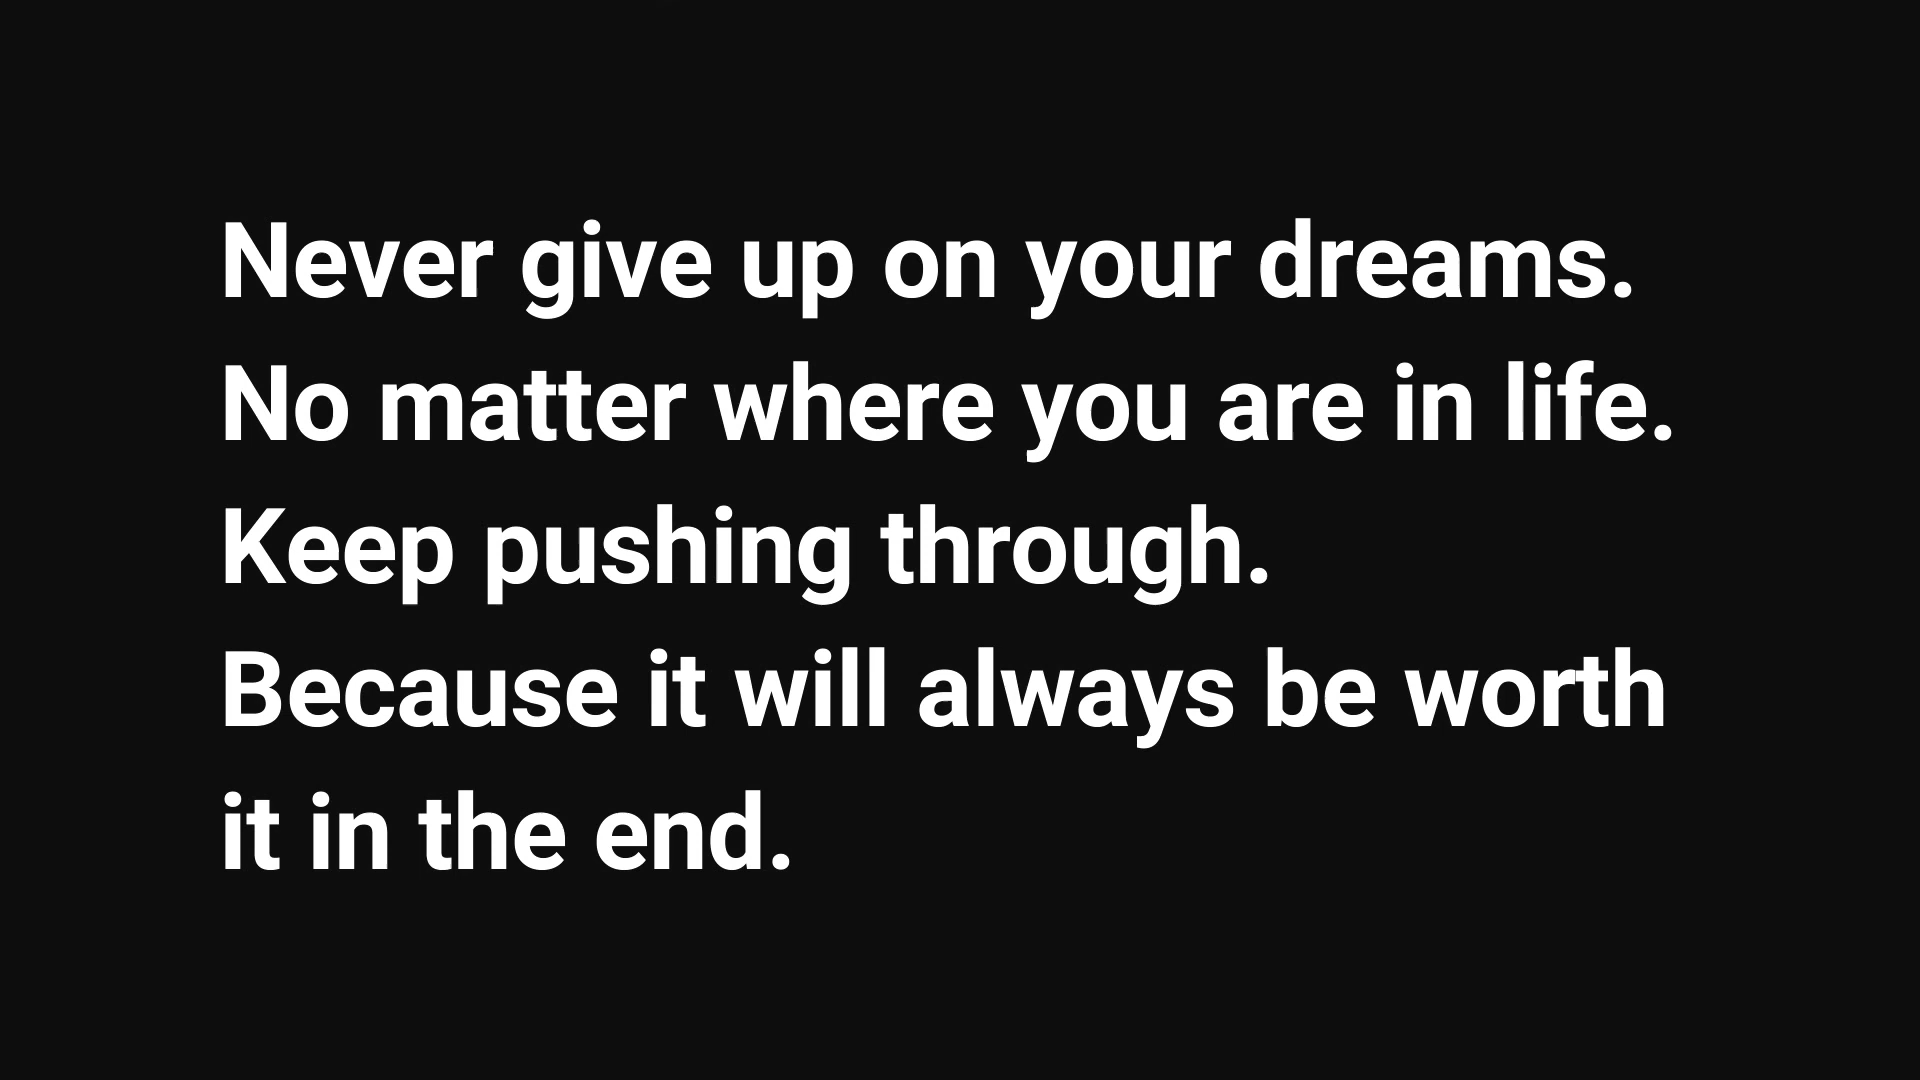 Never give up on your dreams.
No matter where you are in life.
Keep pushing through.
Because it will always be worth
it in the end.